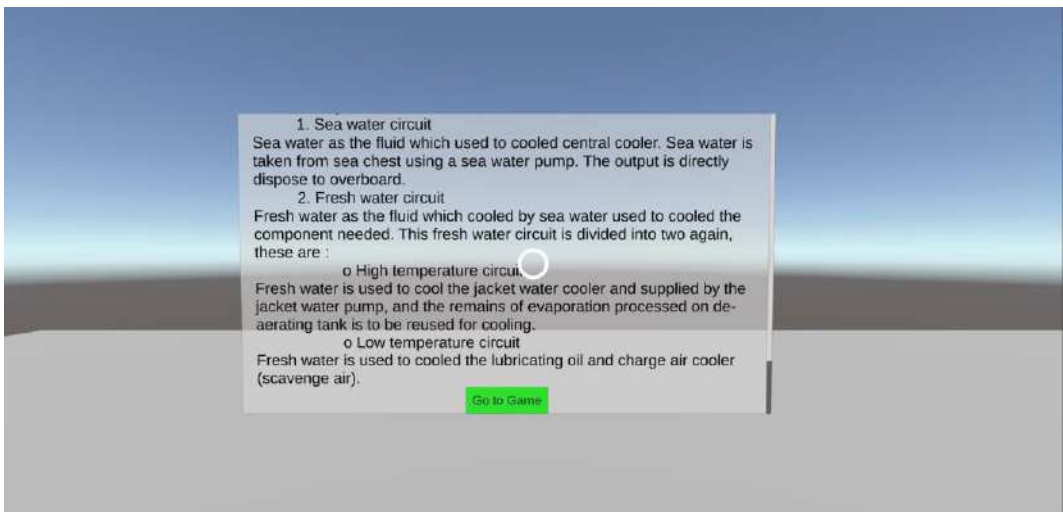 1. Sea water circuit
Sea water as the fluid which used to cooled central cooler. Sea water is
taken from sea chest using a sea water pump. The output is directly
dispose to overboard.
2. Fresh water circuit
Fresh water as the fluid which cooled by sea water used to cooled the
component needed. This fresh water circuit is divided into two again,
these are :
o High temperature circuit
Fresh water is used to cool the jacket water cooler and supplied by the
jacket water pump, and the remains of evaporation processed on de-
aerating tank is to be reused for cooling.
o Low temperature circuit
Fresh water is used to cooled the lubricating oil and charge air cooler
(scavenge air).
Go to Game